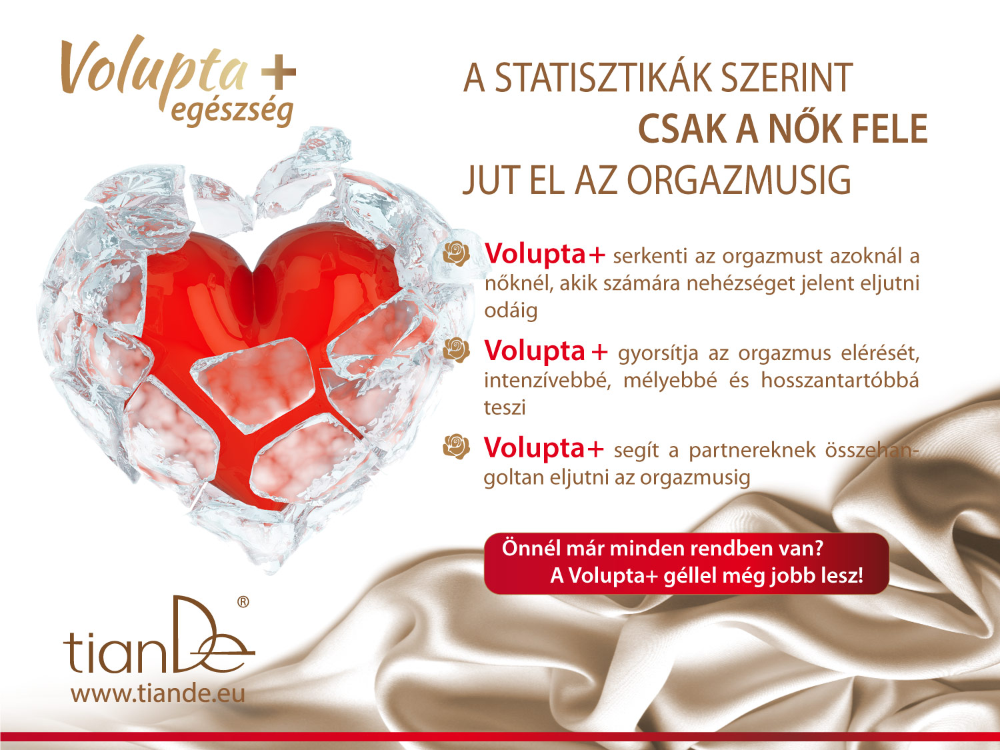 Volupta +
egészség
A STATISZTIKÁK SZERINT
CSAK A NŐK FELE
JUT EL AZ ORGAZMUSIG
Volupta+ serkenti az orgazmust azoknál a
nőknél, akik számára nehézséget jelent eljutni
odáig
Volupta + gyorsítja az orgazmus elérését,
intenzívebbé, mélyebbé és hosszantartóbbá
teszi
Volupta+ segít a partnereknek összehan-
goltan eljutni az orgazmusig
Önnél már minden rendben van?
A Volupta+ géllel még jobb lesz!
tianDe®
www.tiande.eu